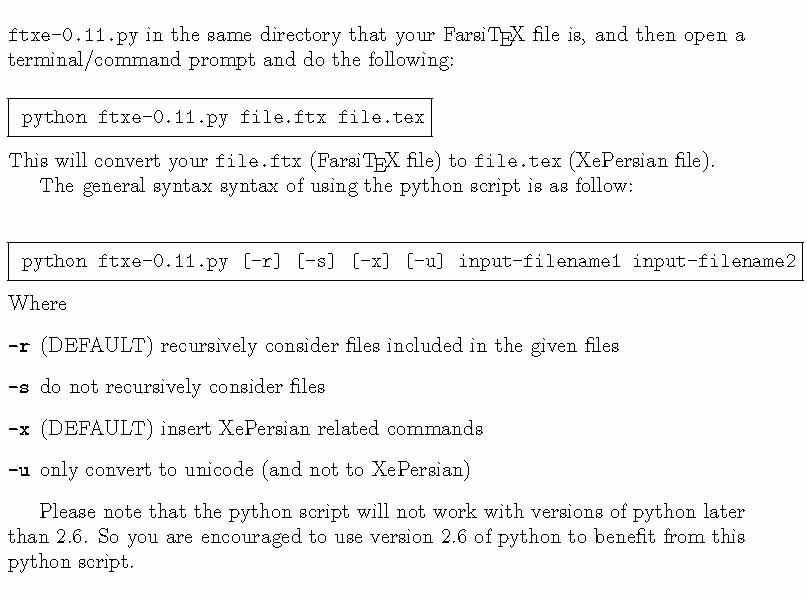 ftxe-0.11.py in the same directory that your FarsiTEX file is, and then open a
terminal/command prompt and do the following:
python ftxe-0.11.py file.ftx file.tex
This will convert your file.ftx (FarsiTEX file) to file.tex (XePersian file).
The general syntax syntax of using the python script is as follow:
python ftxe-0.11.py [-r] [-s] [-x] [-u] input-filename1 input-filename2
Where
-r (DEFAULT) recursively consider files included in the given files
-s do not recursively consider files
-x (DEFAULT) insert XePersian related commands
-u only convert to unicode (and not to XePersian)
Please note that the python script will not work with versions of python later
than 2.6. So you are encouraged to use version 2.6 of python to benefit from this
python script.